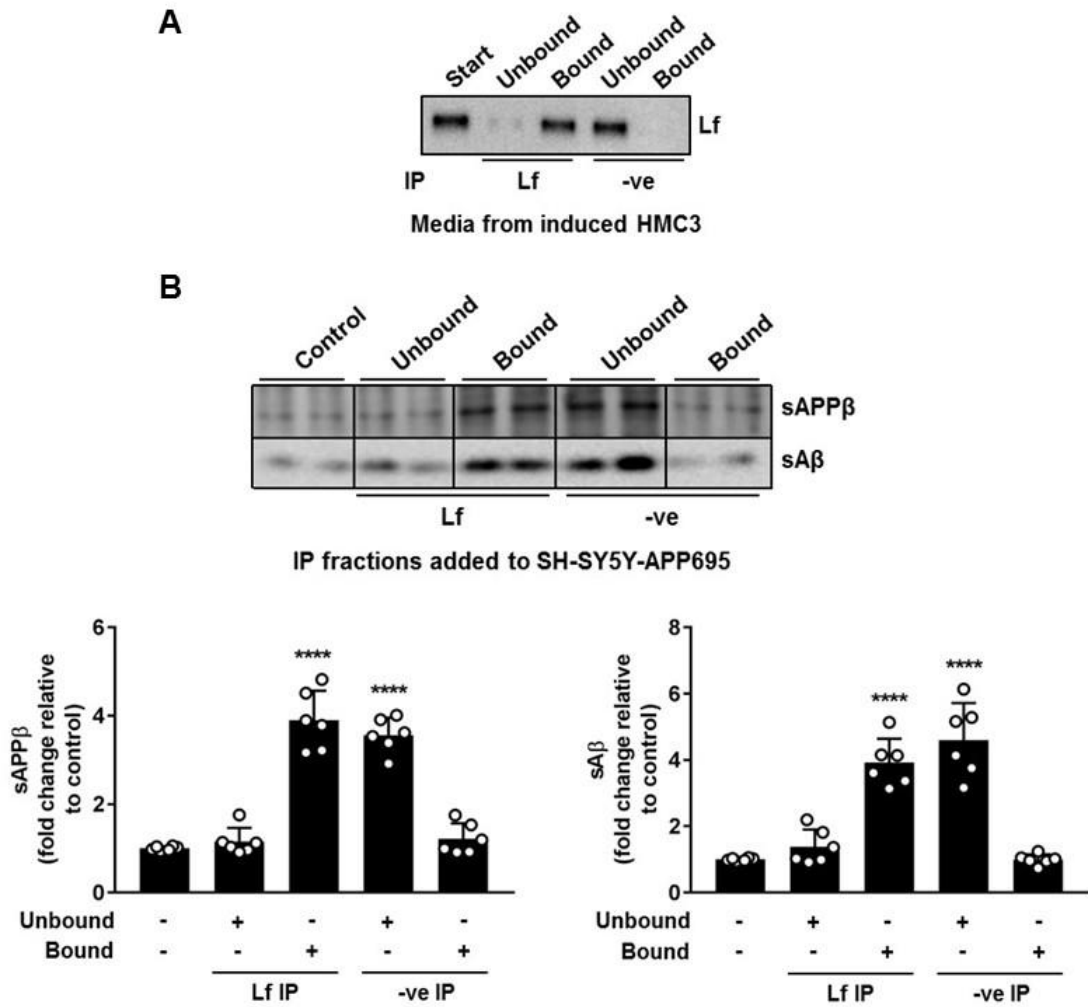 A
Start Unbound Bound Unbound Bound
Lf
IP Lf -ve
Media from induced HMC3
B
Control Unbound Bound Unbound Bound
sAPPβ
sAβ
Lf -ve
IP fractions added to SH-SY5Y-APP695
sAPPβ
(fold change relative
to control)
6
4
2
0
**** ****
Unbound - + - + -
Bound - - + - +
Lf IP -ve IP
sAβ
(fold change relative
to control)
8
6
4
2
0
**** ****
Unbound - + - + -
Bound - - + - +
Lf IP -ve IP